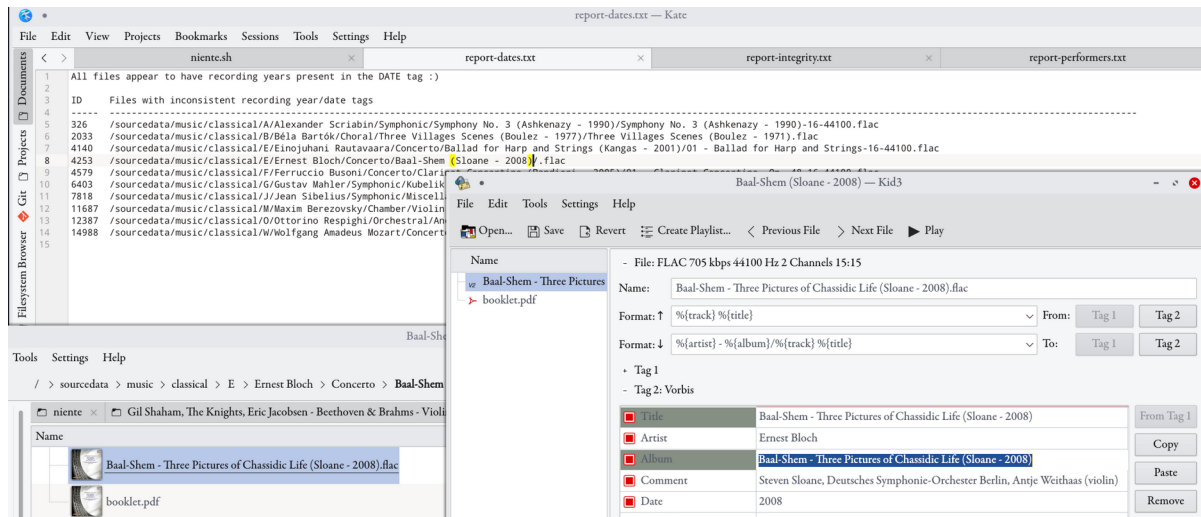 report-dates.txt — Kate
File Edit View Projects Bookmarks Sessions Tools Settings Help
niente.sh
report-dates.txt
report-integrity.txt
report-performers.txt
Documents
Projects
Git
Filesystem Browser
1 All files appear to have recording years present in the DATE tag :)
2
3 ID Files with inconsistent recording year/date tags
4 ----- --------------------------------------------------------------------------------
5 326 /sourcedata/music/classical/A/Alexander Scriabin/Symphonic/Symphony No. 3 (Ashkenazy - 1990)/Symphony No. 3 (Ashkenazy - 1990)-16-44100.flac
6 2033 /sourcedata/music/classical/B/Béla Bartók/Choral/Three Villages Scenes (Boulez - 1977)/Three Villages Scenes (Boulez - 1971).flac
7 4140 /sourcedata/music/classical/E/Einojuhani Rautavaara/Concerto/Ballad for Harp and Strings (Kangas - 2001)/01 - Ballad for Harp and Strings-16-44100.flac
8 4253 /sourcedata/music/classical/E/Ernest Bloch/Concerto/Baal-Shem (Sloane - 2008)/.flac
9 4579 /sourcedata/music/classical/F/Ferruccio Busoni/Concerto/Clari
10 6403 /sourcedata/music/classical/G/Gustav Mahler/Symphonic/Kubelik
11 7818 /sourcedata/music/classical/J/Jean Sibelius/Symphonic/Miscell
12 11687 /sourcedata/music/classical/M/Maxim Berezovsky/Chamber/Violin
13 12387 /sourcedata/music/classical/O/Ottorino Respighi/Orchestral/An
14 14988 /sourcedata/music/classical/W/Wolfgang Amadeus Mozart/Concert
15
Baal-Shem (Sloane - 2008) — Kid3
File Edit Tools Settings Help
Open... Save Revert Create Playlist... Previous File Next File Play
Name
Baal-Shem - Three Pictures
booklet.pdf
- File: FLAC 705 kbps 44100 Hz 2 Channels 15:15
Name: Baal-Shem - Three Pictures of Chassidic Life (Sloane - 2008).flac
Format: ↑ %{track} %{title} From: Tag 1 Tag 2
Format: ↓ %{artist} - %{album}/%{track} %{title} To: Tag 1 Tag 2
+ Tag 1
- Tag 2: Vorbis
Title Baal-Shem - Three Pictures of Chassidic Life (Sloane - 2008)
Artist Ernest Bloch
Album Baal-Shem - Three Pictures of Chassidic Life (Sloane - 2008)
Comment Steven Sloane, Deutsches Symphonie-Orchester Berlin, Antje Weithaas (violin)
Date 2008
From Tag 1
Copy
Paste
Remove
Baal-She
Tools Settings Help
/ > sourcedata > music > classical > E > Ernest Bloch > Concerto > Baal-Shem
niente
Gil Shaham, The Knights, Eric Jacobsen - Beethoven & Brahms - Violi
Name
Baal-Shem - Three Pictures of Chassidic Life (Sloane - 2008).flac
booklet.pdf